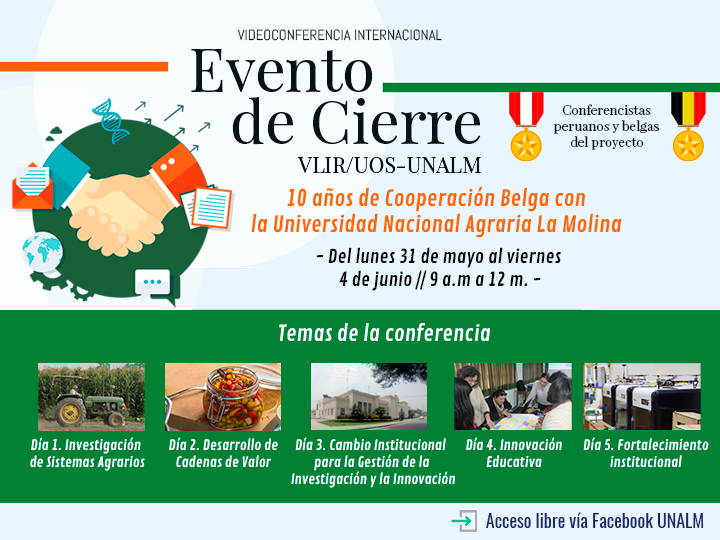 VIDEOCONFERENCIA INTERNACIONAL
Evento
de Cierre
VLIR/UOS-UNALM
Conferencistas
peruanos y belgas
del proyecto
10 años de Cooperación Belga con
la Universidad Nacional Agraria La Molina
- Del lunes 31 de mayo al viernes
4 de junio // 9 a.m a 12 m. -
Temas de la conferencia
Día 1. Investigación
de Sistemas Agrarios
Día 2. Desarrollo de
Cadenas de Valor
Día 3. Cambio Institucional
para la Gestión de la
Investigación y la Innovación
Día 4. Innovación
Educativa
Día 5. Fortalecimiento
institucional
Acceso libre vía Facebook UNALM